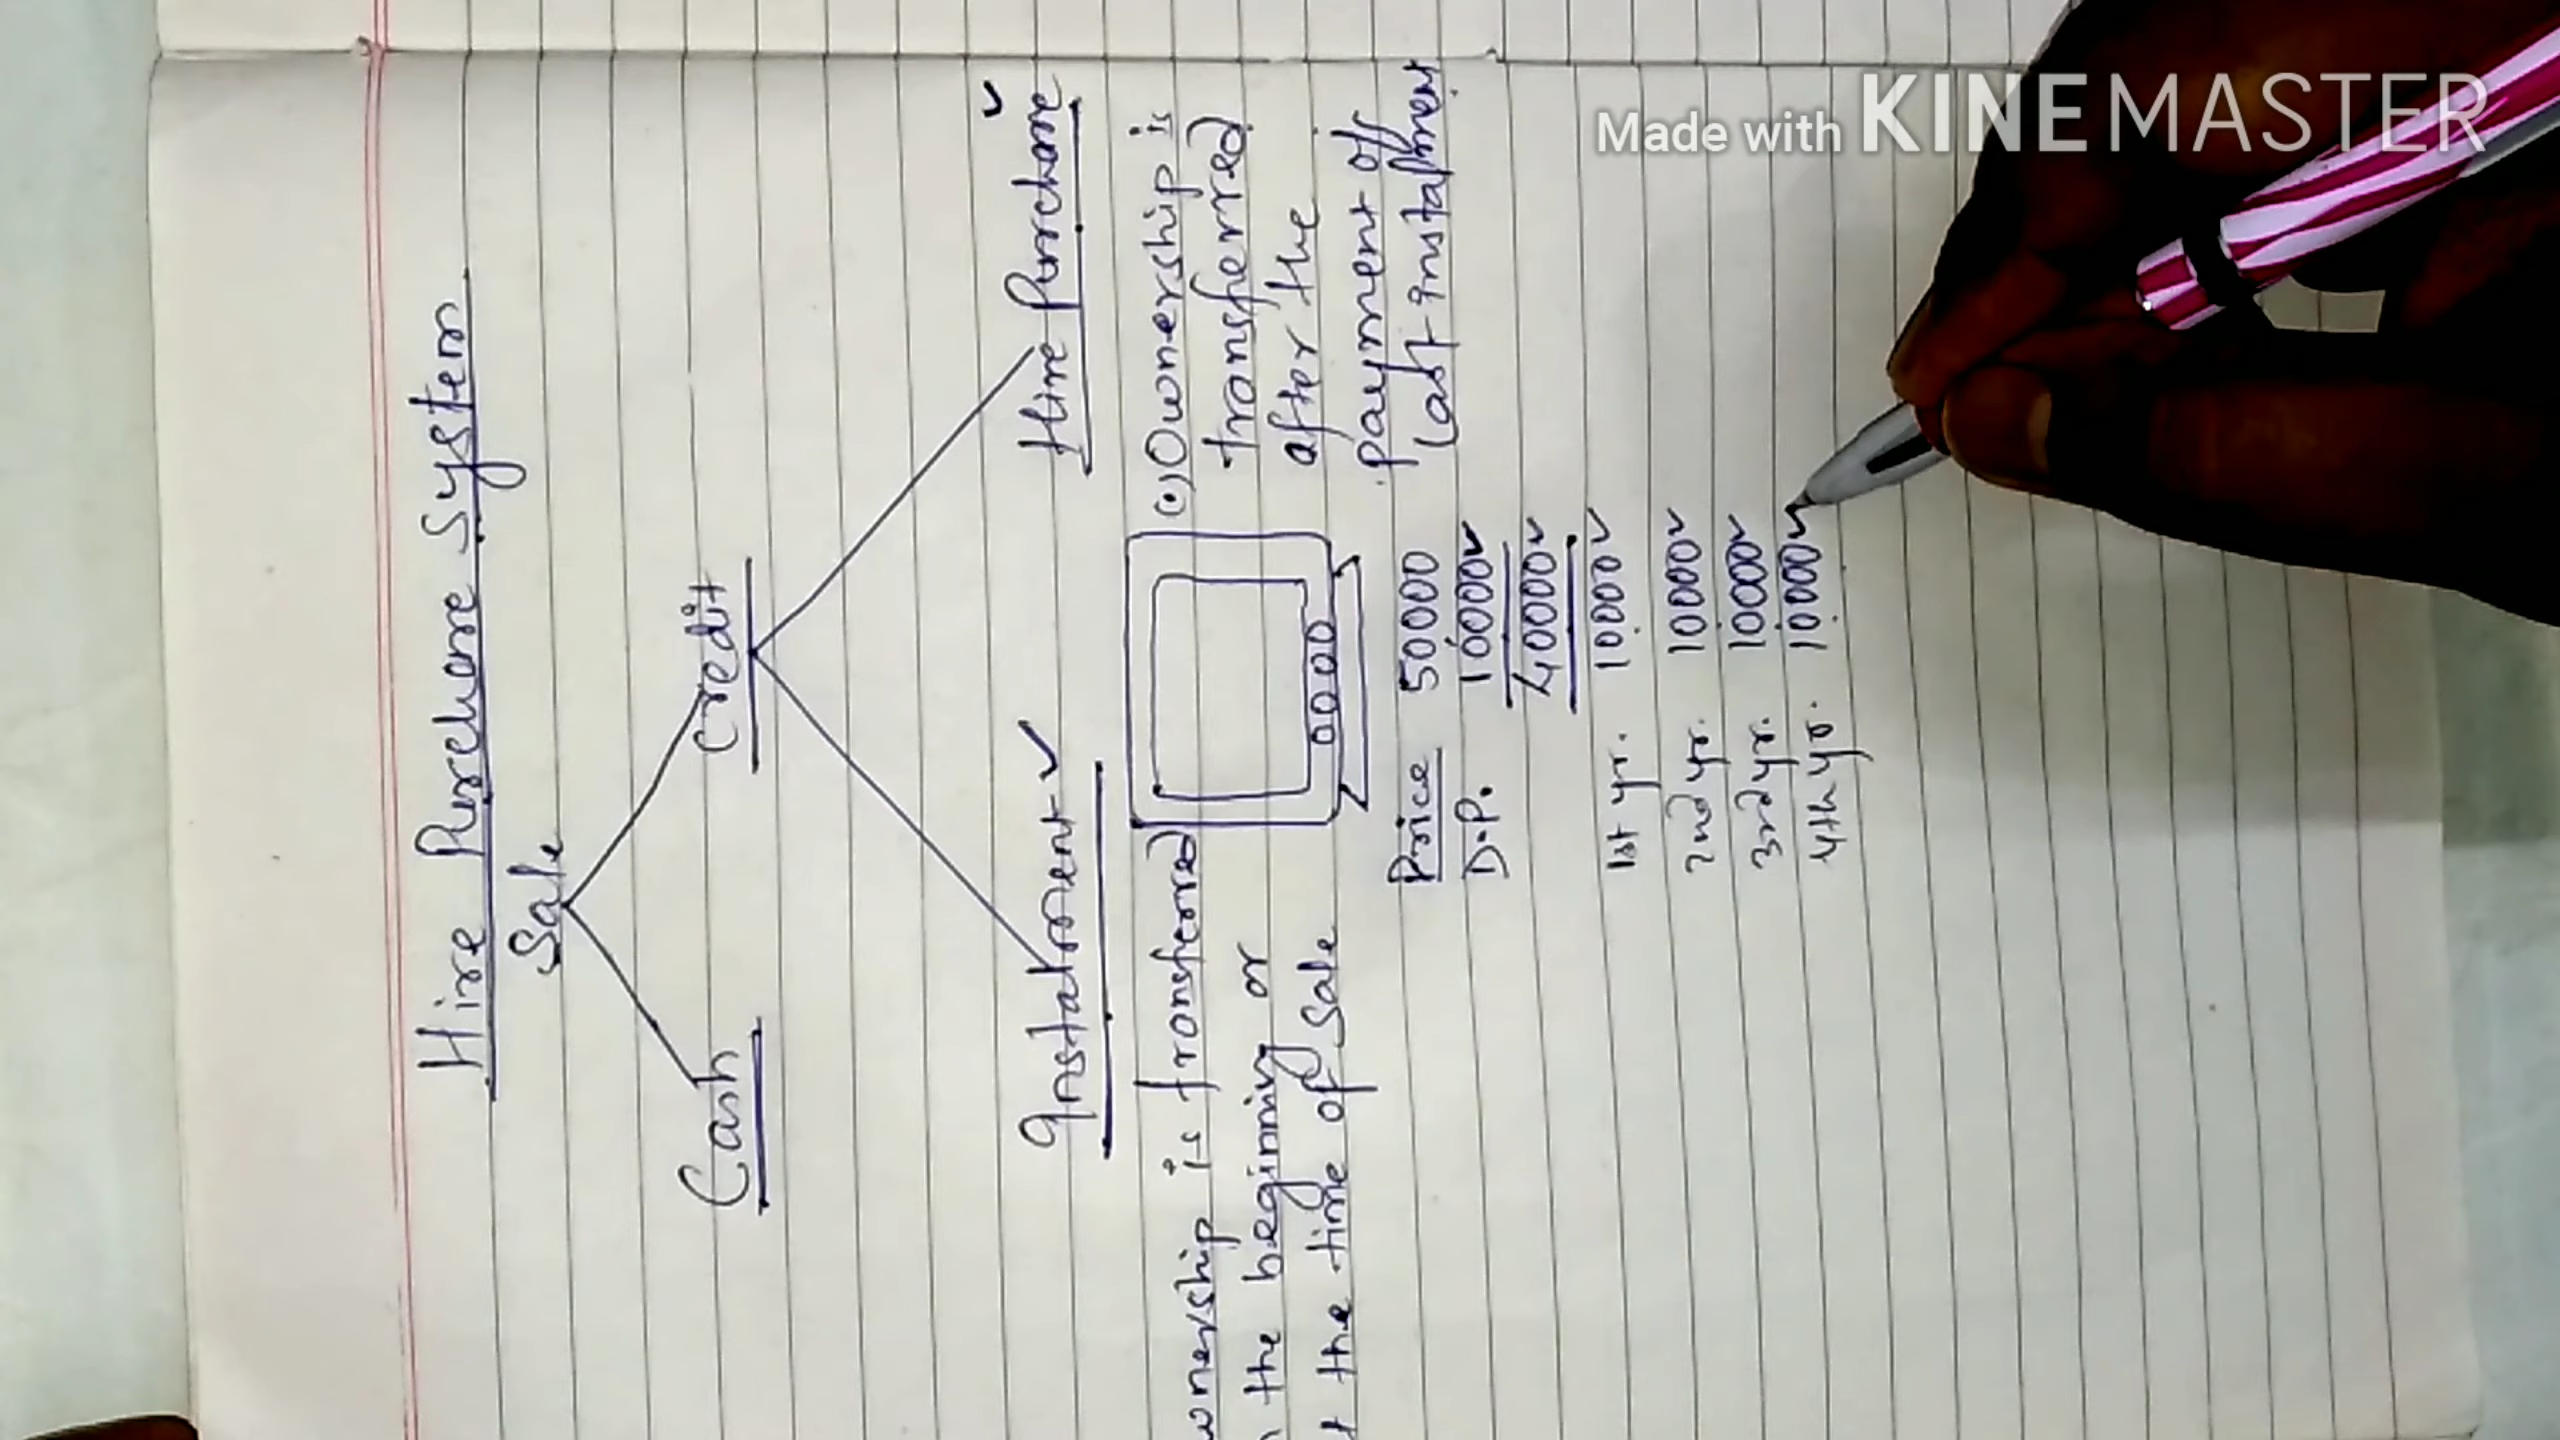 Hire Purchase System
Sale
Cash Credit
Instalment Hire Purchase
ownership is transferred
the beginning or
the time of Sale
(•) Ownership is
transferred
after the
payment of
last installment
0000
Price 50000
D.P. 10000
40000
1st yr. 10000
2nd yr. 10000
3rd yr. 10000
4th yr. 10000
Made with KINEMASTER